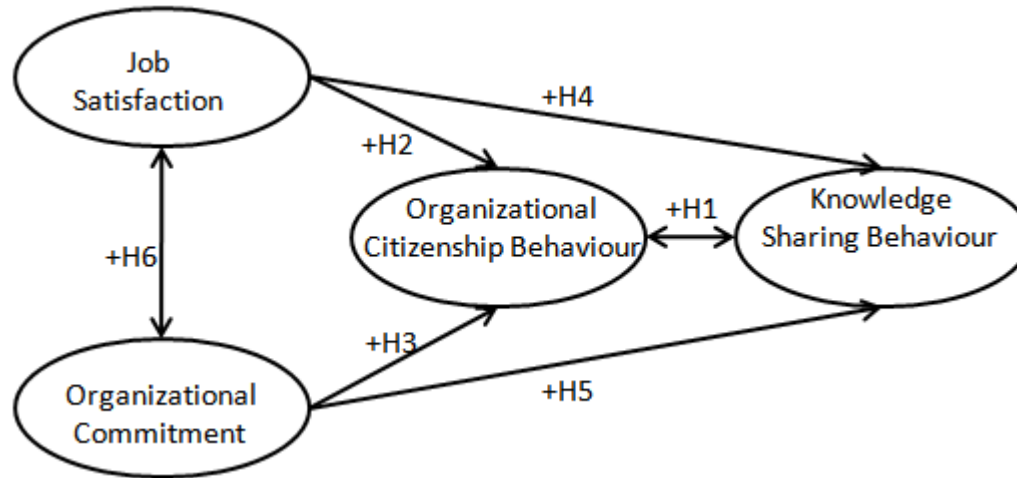 Job
Satisfaction
+H4
+H2
Organizational
Citizenship Behaviour
+H1
Knowledge
Sharing Behaviour
+H6
+H3
+H5
Organizational
Commitment